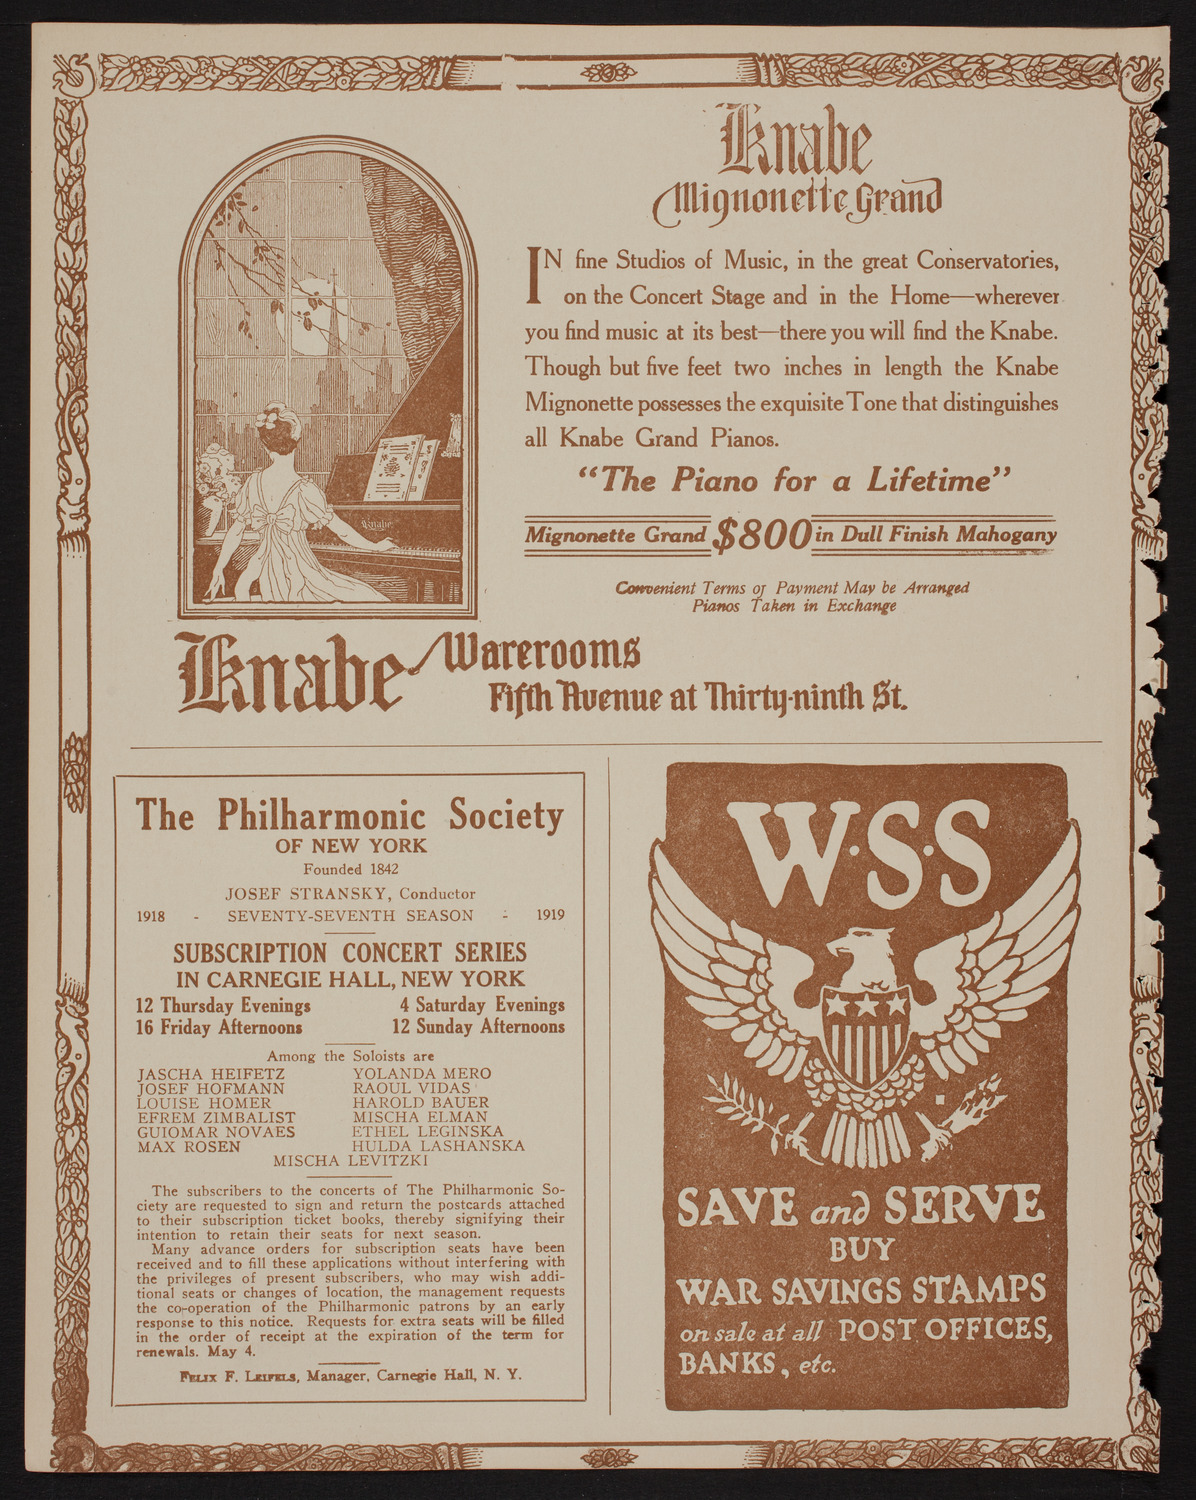 Knabe
Mignonette Grand
IN fine Studios of Music, in the great Conservatories,
on the Concert Stage and in the Home—wherever
you find music at its best—there you will find the Knabe.
Though but five feet two inches in length the Knabe
Mignonette possesses the exquisite Tone that distinguishes
all Knabe Grand Pianos.
"The Piano for a Lifetime"
Mignonette Grand $800 in Dull Finish Mahogany
Convenient Terms of Payment May be Arranged
Pianos Taken in Exchange
Knabe
Knabe Warerooms
Fifth Avenue at Thirty-ninth St.
The Philharmonic Society
OF NEW YORK
Founded 1842
JOSEF STRANSKY, Conductor
1918 - SEVENTY-SEVENTH SEASON - 1919
SUBSCRIPTION CONCERT SERIES
IN CARNEGIE HALL, NEW YORK
12 Thursday Evenings 4 Saturday Evenings
16 Friday Afternoons 12 Sunday Afternoons
Among the Soloists are
JASCHA HEIFETZ YOLANDA MERO
JOSEF HOFMANN RAOUL VIDAS
LOUISE HOMER HAROLD BAUER
EFREM ZIMBALIST MISCHA ELMAN
GUIOMAR NOVAES ETHEL LEGINSKA
MAX ROSEN HULDA LASHANSKA
MISCHA LEVITZKI
The subscribers to the concerts of The Philharmonic So-
ciety are requested to sign and return the postcards attached
to their subscription ticket books, thereby signifying their
intention to retain their seats for next season.
Many advance orders for subscription seats have been
received and to fill these applications without interfering with
the privileges of present subscribers, who may wish addi-
tional seats or changes of location, the management requests
the co-operation of the Philharmonic patrons by an early
response to this notice. Requests for extra seats will be filled
in the order of receipt at the expiration of the term for
renewals. May 4.
FELIX F. LEIFELS, Manager, Carnegie Hall, N. Y.
W·S·S
SAVE and SERVE
BUY
WAR SAVINGS STAMPS
on sale at all POST OFFICES,
BANKS, etc.